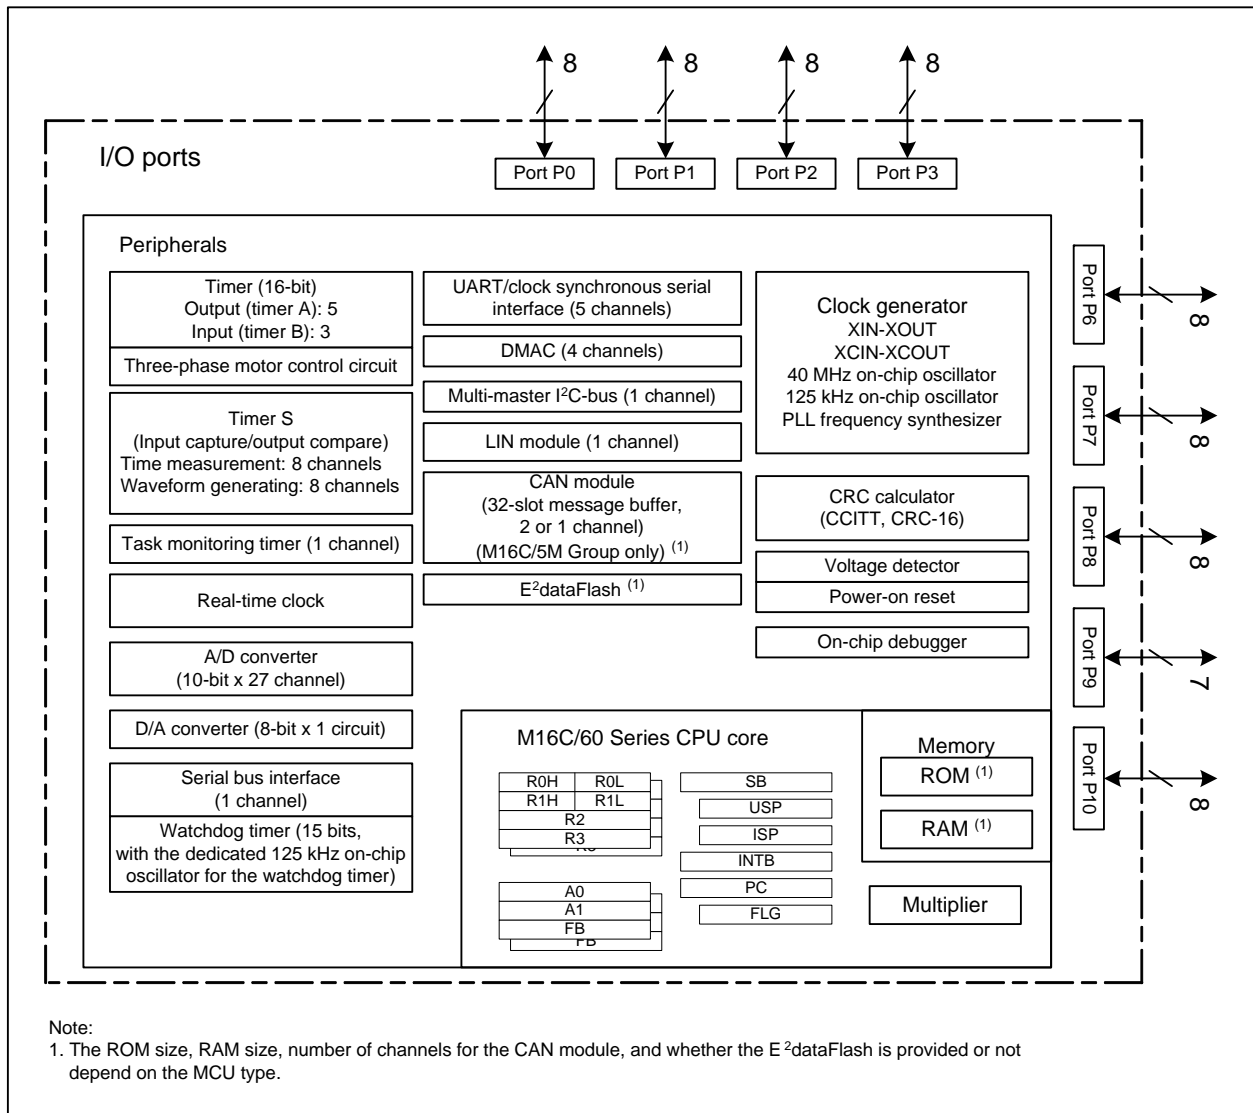 8
8
8
8
I/O ports
Port P0
Port P1
Port P2
Port P3
Peripherals
Timer (16-bit)
Output (timer A): 5
Input (timer B): 3
Three-phase motor control circuit
Timer S
(Input capture/output compare)
Time measurement: 8 channels
Waveform generating: 8 channels
Task monitoring timer (1 channel)
Real-time clock
A/D converter
(10-bit x 27 channel)
D/A converter (8-bit x 1 circuit)
Serial bus interface
(1 channel)
Watchdog timer (15 bits,
with the dedicated 125 kHz on-chip
oscillator for the watchdog timer)
UART/clock synchronous serial
interface (5 channels)
DMAC (4 channels)
Multi-master I²C-bus (1 channel)
LIN module (1 channel)
CAN module
(32-slot message buffer,
2 or 1 channel)
(M16C/5M Group only) (1)
E²dataFlash (1)
Clock generator
XIN-XOUT
XCIN-XCOUT
40 MHz on-chip oscillator
125 kHz on-chip oscillator
PLL frequency synthesizer
CRC calculator
(CCITT, CRC-16)
Voltage detector
Power-on reset
On-chip debugger
Port P6
8
Port P7
8
Port P8
8
Port P9
7
Port P10
8
M16C/60 Series CPU core
R0H
R0L
R1H
R1L
R2
R3
A0
A1
FB
FB
SB
USP
ISP
INTB
PC
FLG
Memory
ROM (1)
RAM (1)
Multiplier
Note:
1. The ROM size, RAM size, number of channels for the CAN module, and whether the E²dataFlash is provided or not
depend on the MCU type.